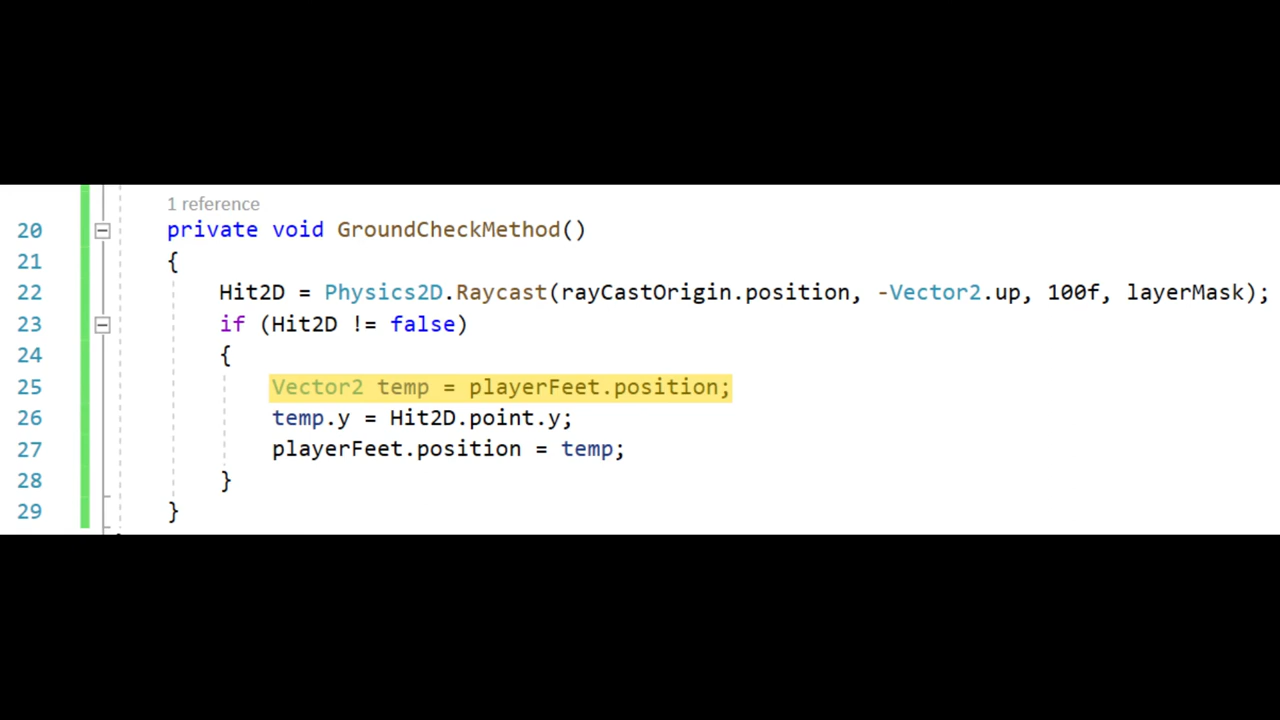 1 reference
20 private void GroundCheckMethod()
21 {
22 Hit2D = Physics2D.Raycast(rayCastOrigin.position, -Vector2.up, 100f, layerMask);
23 if (Hit2D != false)
24 {
25 Vector2 temp = playerFeet.position;
26 temp.y = Hit2D.point.y;
27 playerFeet.position = temp;
28 }
29 }